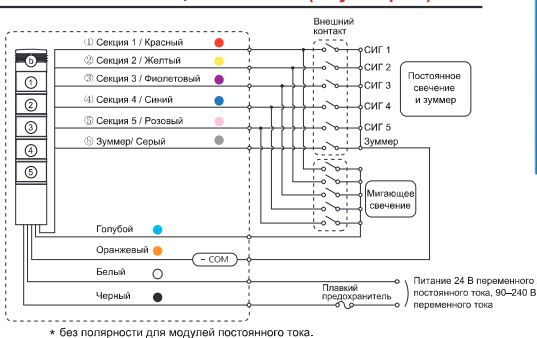 Внешний
контакт
① Секция 1 / Красный
СИГ 1
② Секция 2 / Желтый
СИГ 2
③ Секция 3 / Фиолетовый
СИГ 3
④ Секция 4 / Синий
СИГ 4
⑤ Секция 5 / Розовый
СИГ 5
ⓑ Зуммер/ Серый
Зуммер
b
1
2
3
4
5
Постоянное
свечение
и зуммер
Мигающее
свечение
Голубой
Оранжевый
- COM
Белый
Черный
Плавкий
предохранитель
Питание 24 В переменного
постоянного тока, 90–240 В
переменного тока
* без полярности для модулей постоянного тока.